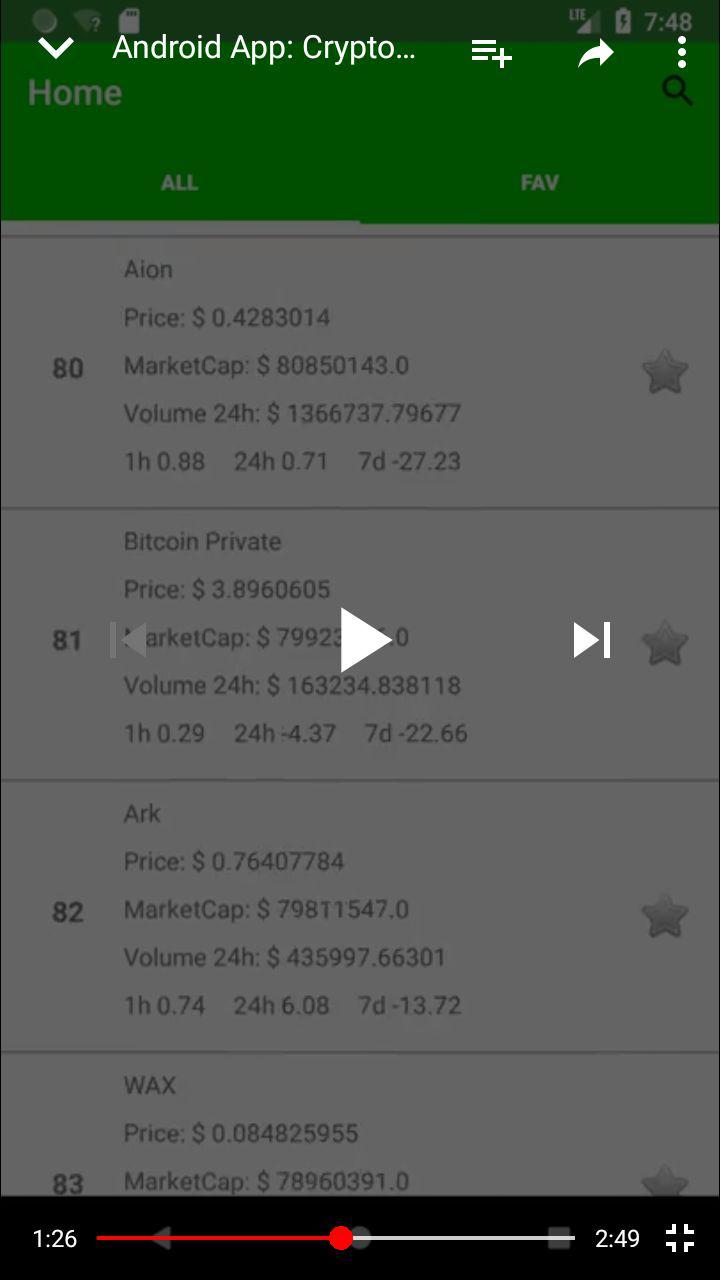 LTE 7:48
Android App: Crypto...
Home
ALL FAV
Aion
Price: $ 0.4283014
80
MarketCap: $ 80850143.0
Volume 24h: $ 1366737.79677
1h 0.88 24h 0.71 7d -27.23
Bitcoin Private
Price: $ 3.8960605
81
Volume 24h: $ 163234.838118
1h 0.29 24h -4.37 7d -22.66
Ark
Price: $ 0.76407784
82
MarketCap: $ 79811547.0
Volume 24h: $ 435997.66301
1h 0.74 24h 6.08 7d -13.72
WAX
Price: $ 0.084825955
83
MarketCap: $ 78960391.0
1:26 2:49